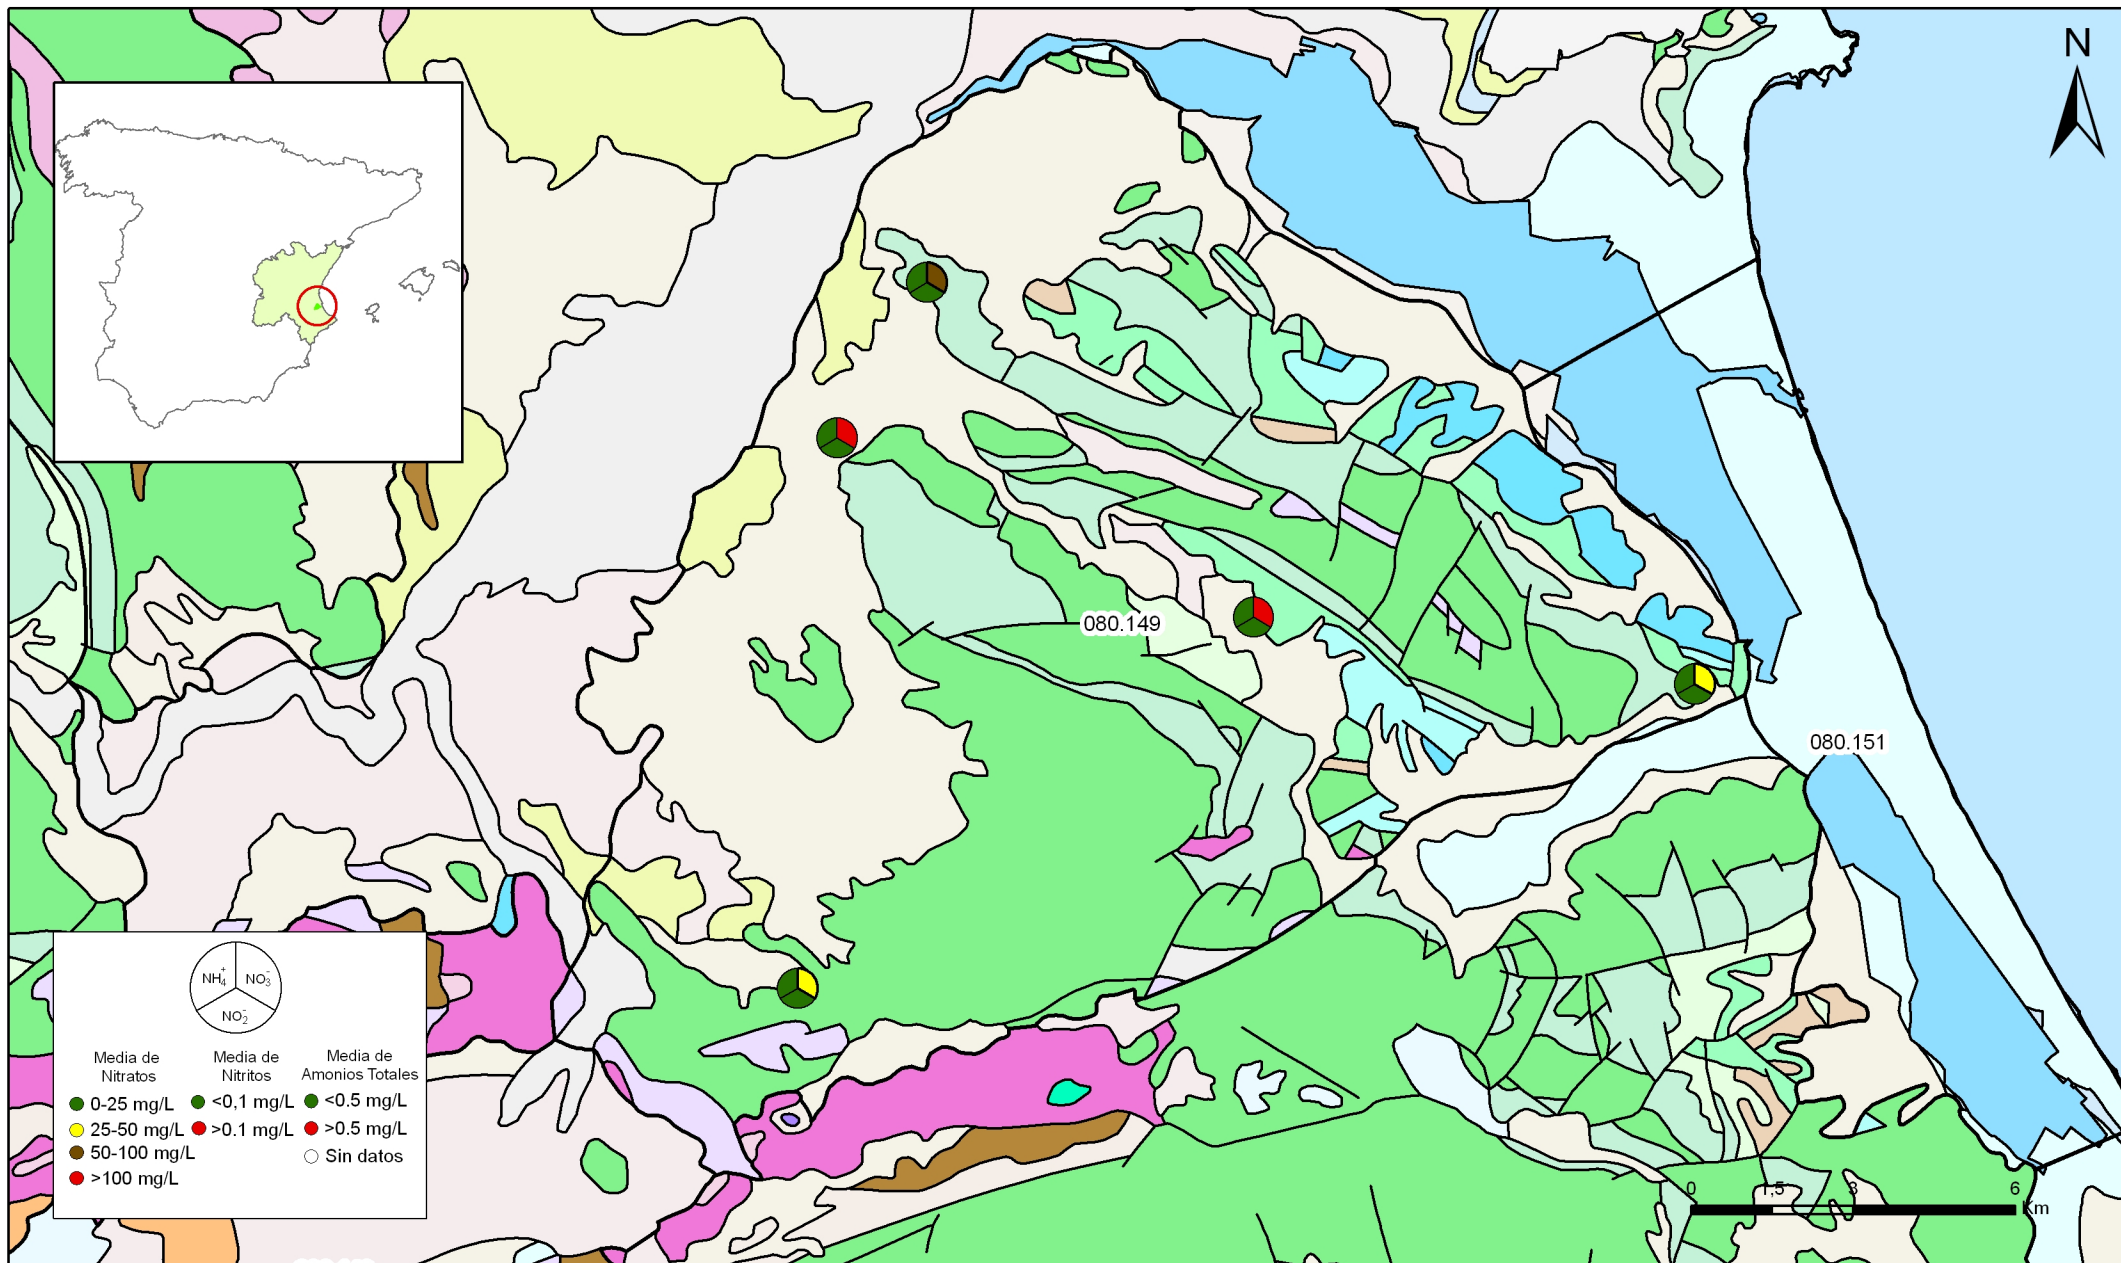 N
080.149
080.151
NH4+
NO3-
NO2-
Media de
Nitratos
0-25 mg/L
25-50 mg/L
50-100 mg/L
>100 mg/L
Media de
Nitritos
<0,1 mg/L
>0.1 mg/L
Media de
Amonios Totales
<0.5 mg/L
>0.5 mg/L
Sin datos
0 1,5 3 6
Km